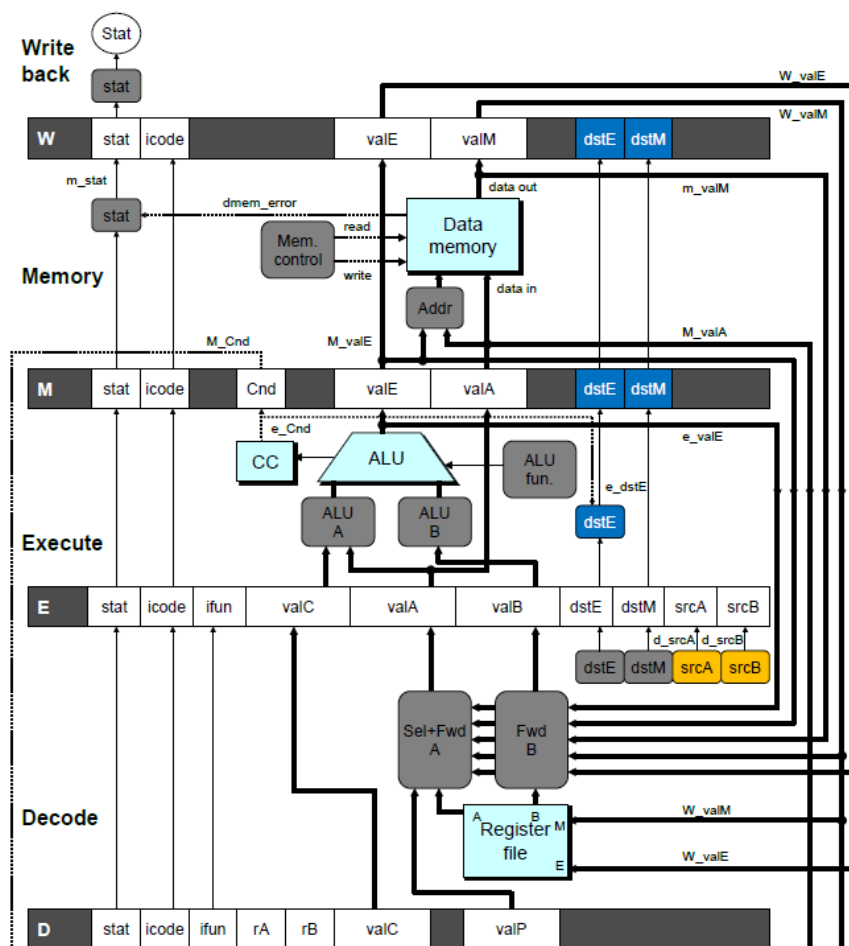 Stat
Write
back
stat
W_valE
W_valM
W
stat
icode
valE
valM
dstE
dstM
m_stat
data out
m_valM
stat
dmem_error
Data
memory
Mem.
control
read
write
Memory
data in
Addr
M_Cnd
M_valE
M_valA
M
stat
icode
Cnd
valE
valA
dstE
dstM
e_Cnd
e_valE
CC
ALU
ALU
fun.
e_dstE
ALU
A
ALU
B
dstE
Execute
E
stat
icode
ifun
valC
valA
valB
dstE
dstM
srcA
srcB
d_srcA
d_srcB
dstE
dstM
srcA
srcB
Sel+Fwd
A
Fwd
B
Decode
A
B
Register
file
M
E
W_valM
W_valE
D
stat
icode
ifun
rA
rB
valC
valP